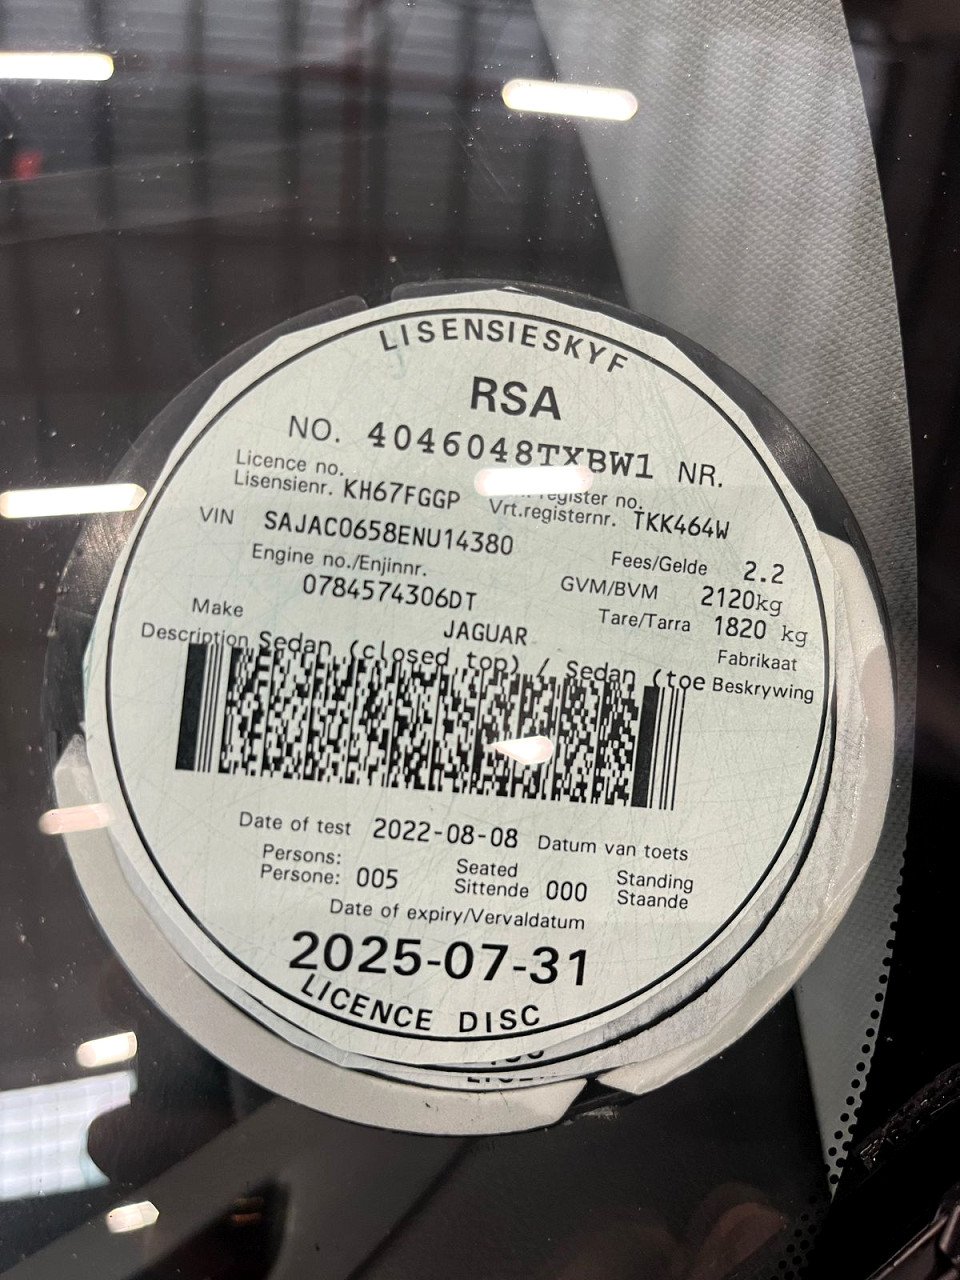 LISENSIESKYF
RSA
NO. 4046048TXBW1 NR.
Licence no. register no.
Lisensienr. KH67FGGP Vrt.registernr. TKK464W
VIN SAJAC0658ENU14380 Fees/Gelde 2.2
Engine no./Enjinnr. GVM/BVM 2120kg
0784574306DT Tare/Tarra 1820 kg
Make JAGUAR Fabrikaat
Description Sedan (closed top) / Sedan (toe Beskrywing
Date of test 2022-08-08 Datum van toets
Persons: Seated Standing
Persone: 005 Sittende 000 Staande
Date of expiry/Vervaldatum
2025-07-31
LICENCE DISC